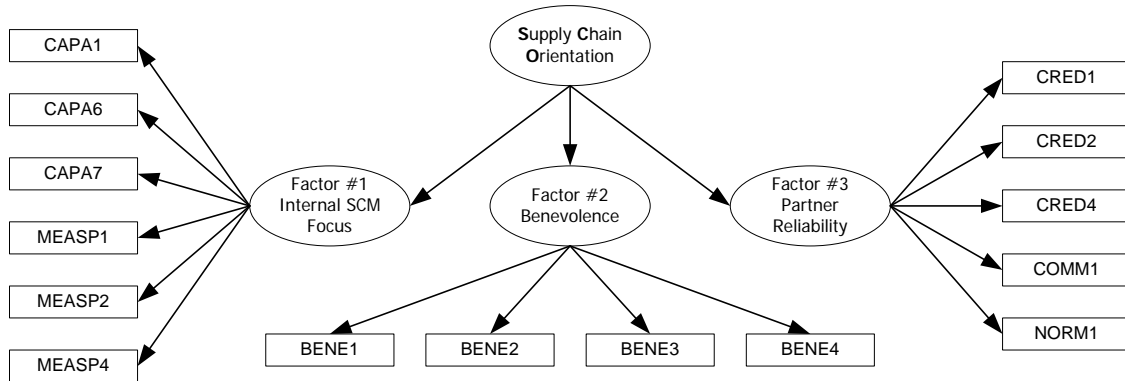 Supply Chain
Orientation
CAPA1
CAPA6
CAPA7
MEASP1
MEASP2
MEASP4
Factor #1
Internal SCM
Focus
Factor #2
Benevolence
Factor #3
Partner
Reliability
BENE1
BENE2
BENE3
BENE4
CRED1
CRED2
CRED4
COMM1
NORM1